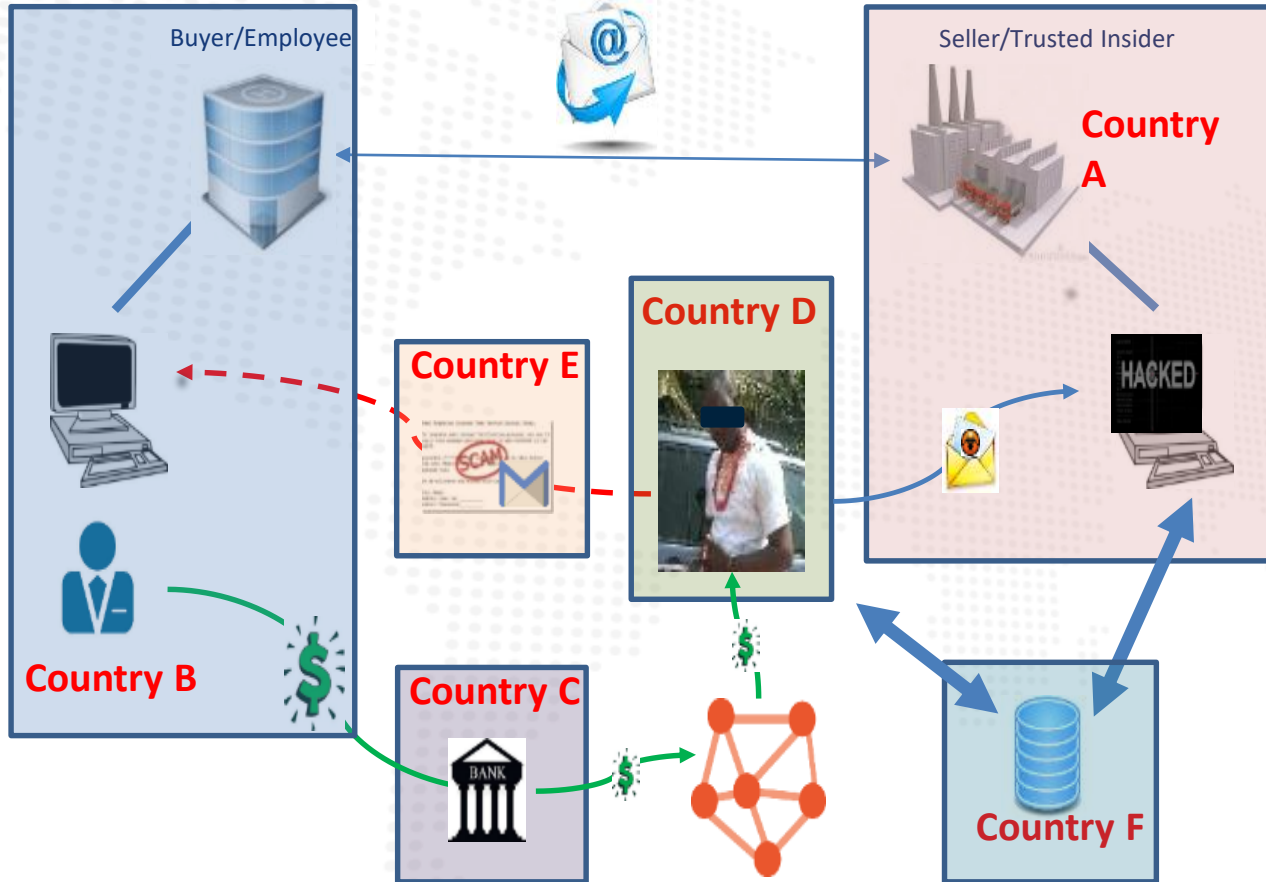 Buyer/Employee
@
Seller/Trusted Insider
Country
A
Country D
Country E
HACKED
SCAM
Country B
Country C
BANK
Country F